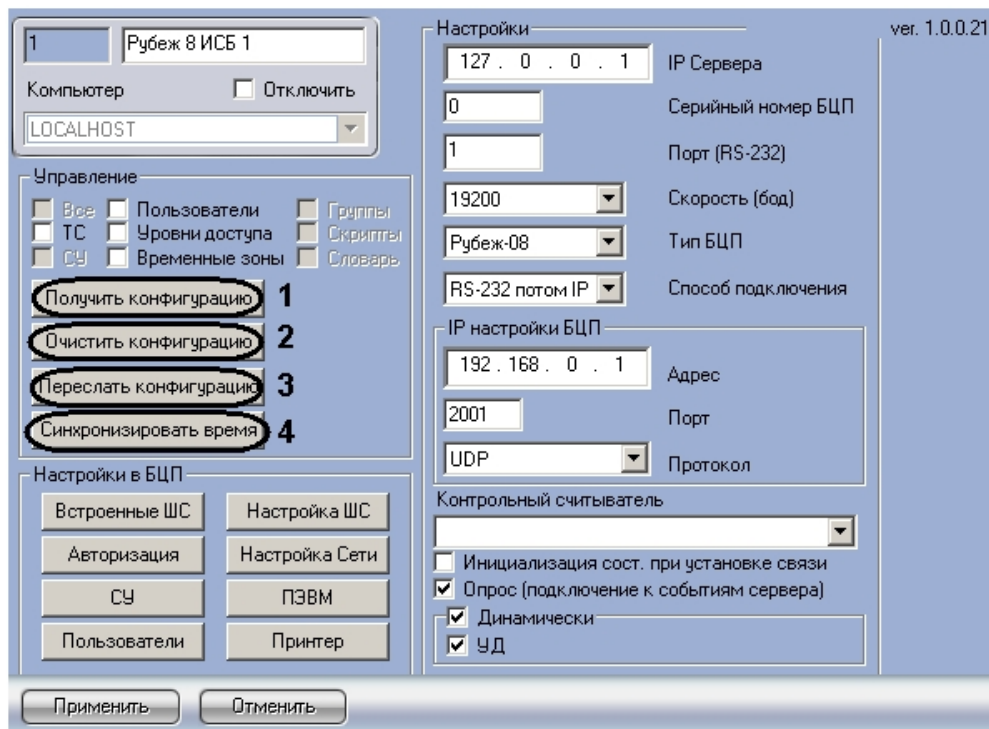 1
Рубеж 8 ИСБ 1
Компьютер
Отключить
LOCALHOST
Управление
Все Пользователи Группы
ТС Уровни доступа Скрипты
СУ Временные зоны Словарь
Получить конфигурацию 1
Очистить конфигурацию 2
Переслать конфигурацию 3
Синхронизировать время 4
Настройки в БЦП
Встроенные ШС Настройка ШС
Авторизация Настройка Сети
СУ ПЭВМ
Пользователи Принтер
Настройки
127 . 0 . 0 . 1 IP Сервера
0 Серийный номер БЦП
1 Порт (RS-232)
19200 Скорость (бод)
Рубеж-08 Тип БЦП
RS-232 потом IP Способ подключения
IP настройки БЦП
192 . 168 . 0 . 1 Адрес
2001 Порт
UDP Протокол
Контрольный считыватель
Инициализация сост. при установке связи
Опрос (подключение к событиям сервера)
Динамически
УД
ver. 1.0.0.21
Применить Отменить